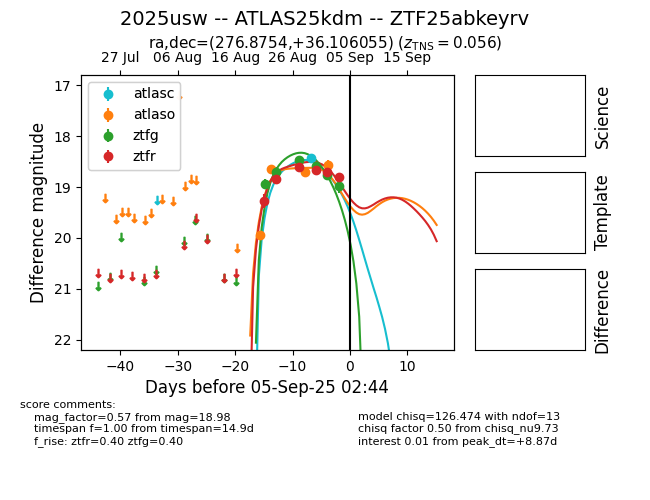 2025usw -- ATLAS25kdm -- ZTF25abkeyrv
ra,dec=(276.8754,+36.106055) (z_TNS = 0.056)
27 Jul 06 Aug 16 Aug 26 Aug 05 Sep 15 Sep
17
18
19
20
21
22
Difference magnitude
atlasc
atlaso
ztfg
ztfr
−40 −30 −20 −10 0 10
Days before 05-Sep-25 02:44
Science
Template
Difference
score comments:
mag_factor=0.57 from mag=18.98
timespan f=1.00 from timespan=14.9d
f_rise: ztfr=0.40 ztfg=0.40
model chisq=126.474 with ndof=13
chisq factor 0.50 from chisq_nu9.73
interest 0.01 from peak_dt=+8.87d